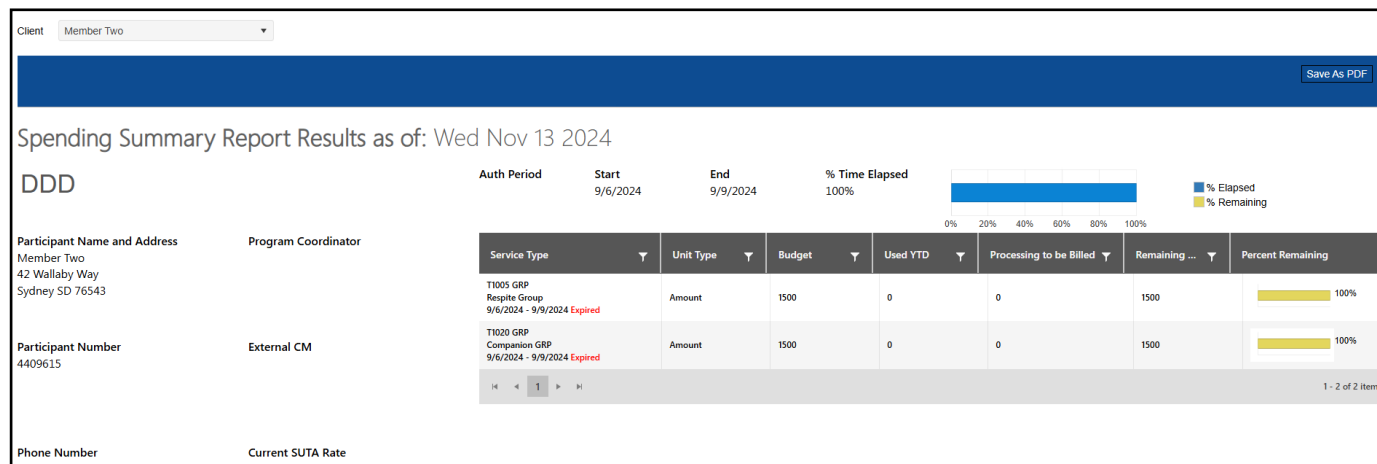 Client Member Two
Save As PDF
Spending Summary Report Results as of: Wed Nov 13 2024
DDD
Auth Period Start End % Time Elapsed
9/6/2024 9/9/2024 100%
% Elapsed
% Remaining
0% 20% 40% 60% 80% 100%
Participant Name and Address Program Coordinator
Member Two
42 Wallaby Way
Sydney SD 76543
Participant Number External CM
4409615
Phone Number Current SUTA Rate
Service Type Unit Type Budget Used YTD Processing to be Billed Remaining ... Percent Remaining
T1005 GRP
Respite Group Amount 1500 0 0 1500 100%
9/6/2024 - 9/9/2024 Expired
T1020 GRP
Companion GRP Amount 1500 0 0 1500 100%
9/6/2024 - 9/9/2024 Expired
1 1 - 2 of 2 item